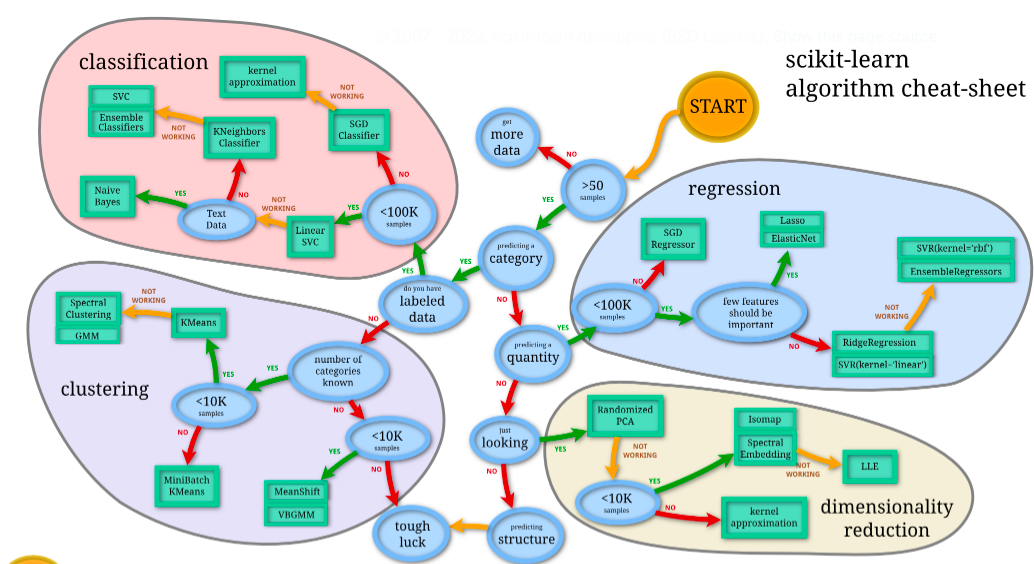 scikit-learn
algorithm cheat-sheet
START
get
more
data
NO
>50
samples
YES
predicting a
category
YES
NO
do you have
labeled
data
YES
NO
predicting a
quantity
YES
NO
just
looking
YES
NO
predicting
structure
tough
luck
classification
kernel
approximation
NOT
WORKING
SVC
Ensemble
Classifiers
NOT
WORKING
KNeighbors
Classifier
SGD
Classifier
NO
Naive
Bayes
YES
NO
Text
Data
NOT
WORKING
Linear
SVC
YES
<100K
samples
regression
SGD
Regressor
NO
Lasso
ElasticNet
YES
SVR(kernel='rbf')
EnsembleRegressors
<100K
samples
YES
few features
should be
important
NO
NOT
WORKING
RidgeRegression
SVR(kernel='linear')
clustering
Spectral
Clustering
GMM
NOT
WORKING
KMeans
YES
number of
categories
known
YES
NO
<10K
samples
NO
MiniBatch
KMeans
<10K
samples
YES
NO
MeanShift
VBGMM
dimensionality
reduction
Randomized
PCA
NOT
WORKING
Isomap
Spectral
Embedding
NOT
WORKING
LLE
<10K
samples
YES
NO
kernel
approximation